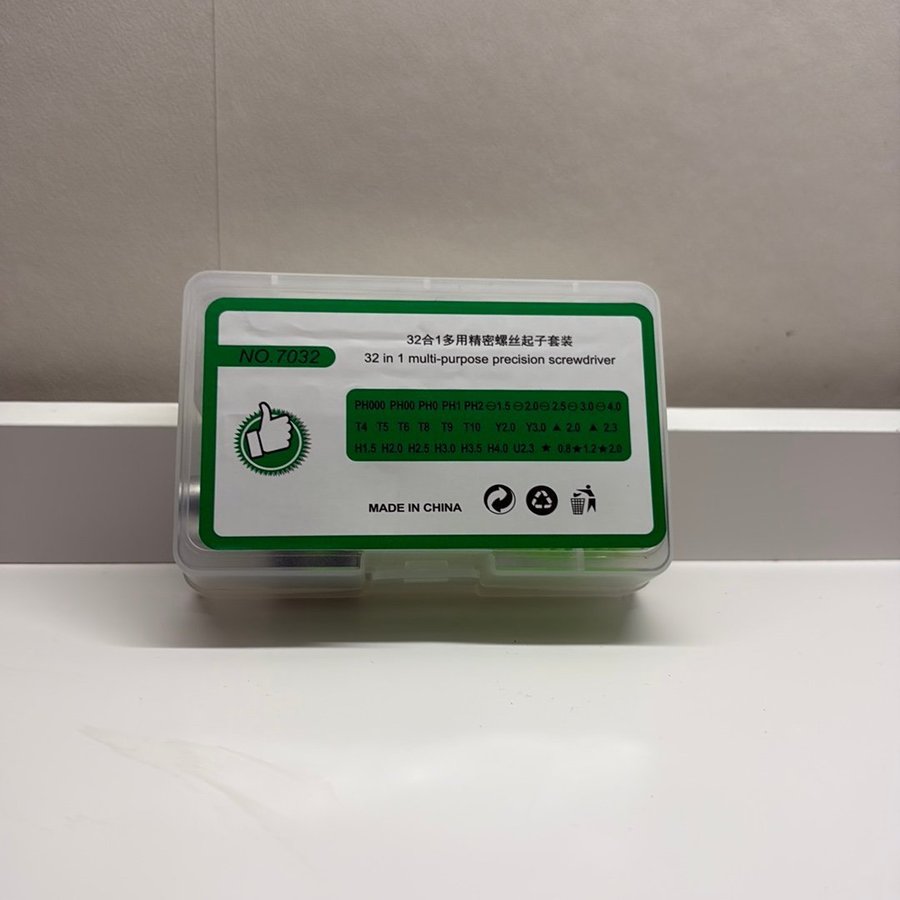 32合1多用精密螺丝起子套装
NO.7032
32 in 1 multi-purpose precision screwdriver
PH000 PH00 PH0 PH1 PH2 ⊖1.5 ⊖2.0 ⊖2.5 ⊖3.0 ⊖4.0
T4 T5 T6 T8 T9 T10 Y2.0 Y3.0 ▲2.0 ▲2.3
H1.5 H2.0 H2.5 H3.0 H3.5 H4.0 U2.3 ★0.8 ★1.2 ★2.0
MADE IN CHINA